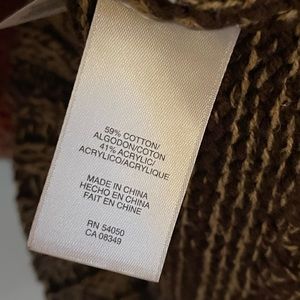 59% COTTON/
ALGODON/COTON
41% ACRYLIC/
ACRILICO/ACRYLIQUE
MADE IN CHINA
HECHO EN CHINA
FAIT EN CHINE
RN 54050
CA 08349